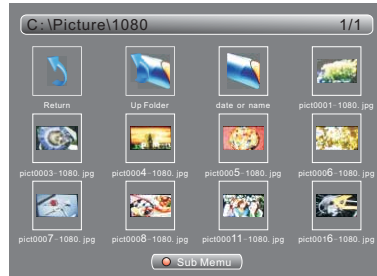 C:\Picture\1080 1/1
Return Up Folder date or name pict0001-1080. jpg
pict0003-1080. jpg pict0004-1080. jpg pict0005-1080. jpg pict0006-1080. jpg
pict0007-1080. jpg pict0008-1080. jpg pict00011-1080. jpg pict0016-1080. jpg
Sub Memu